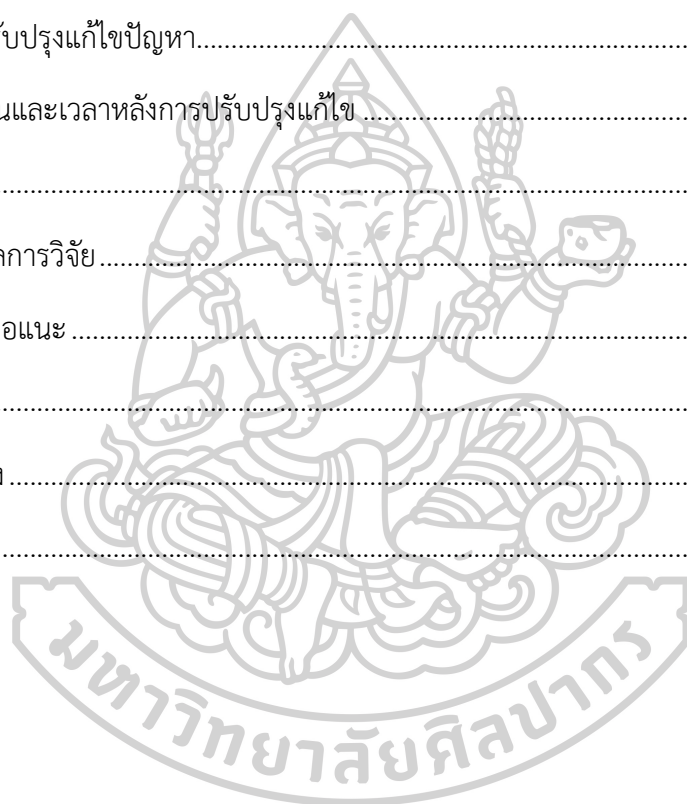 รับปรุงแก้ไขปัญหา
นและเวลาหลังการปรับปรุงแก้ไข
ลการวิจัย
อแนะ
ง
มหาวิทยาลัยศิลปากร